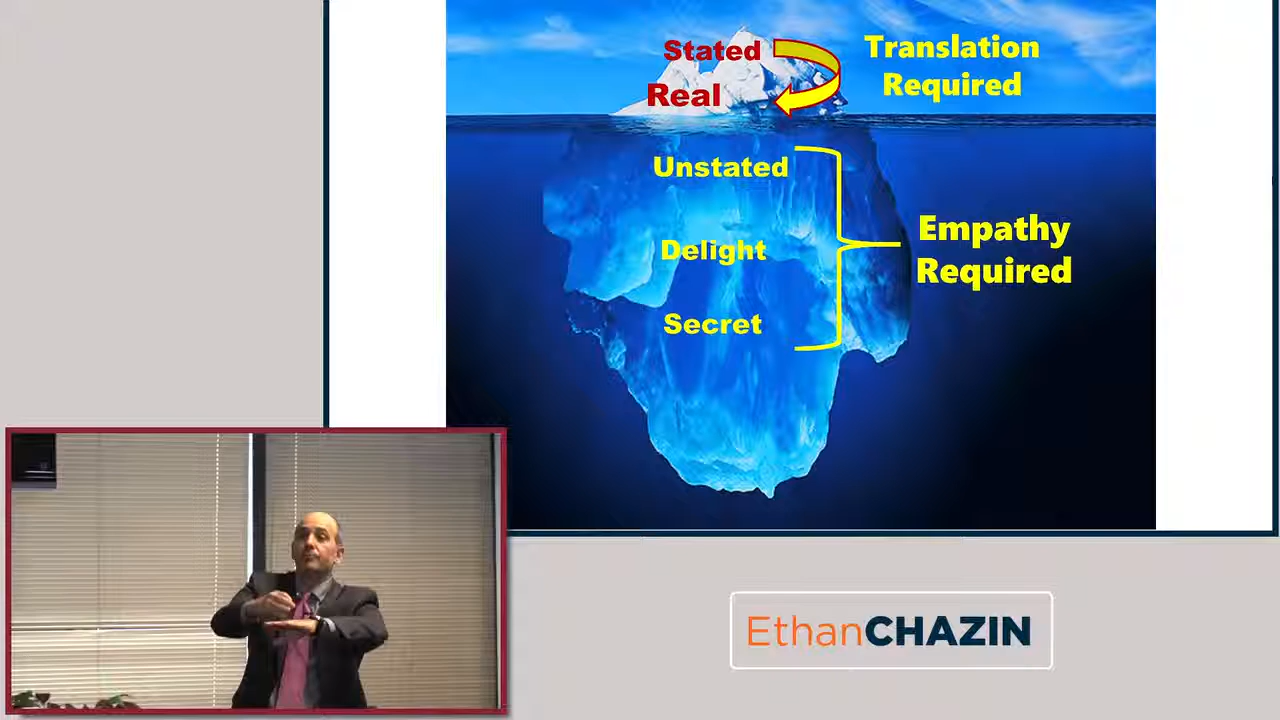 Stated
Real
Translation
Required
Unstated
Delight
Secret
Empathy
Required
EthanCHAZIN